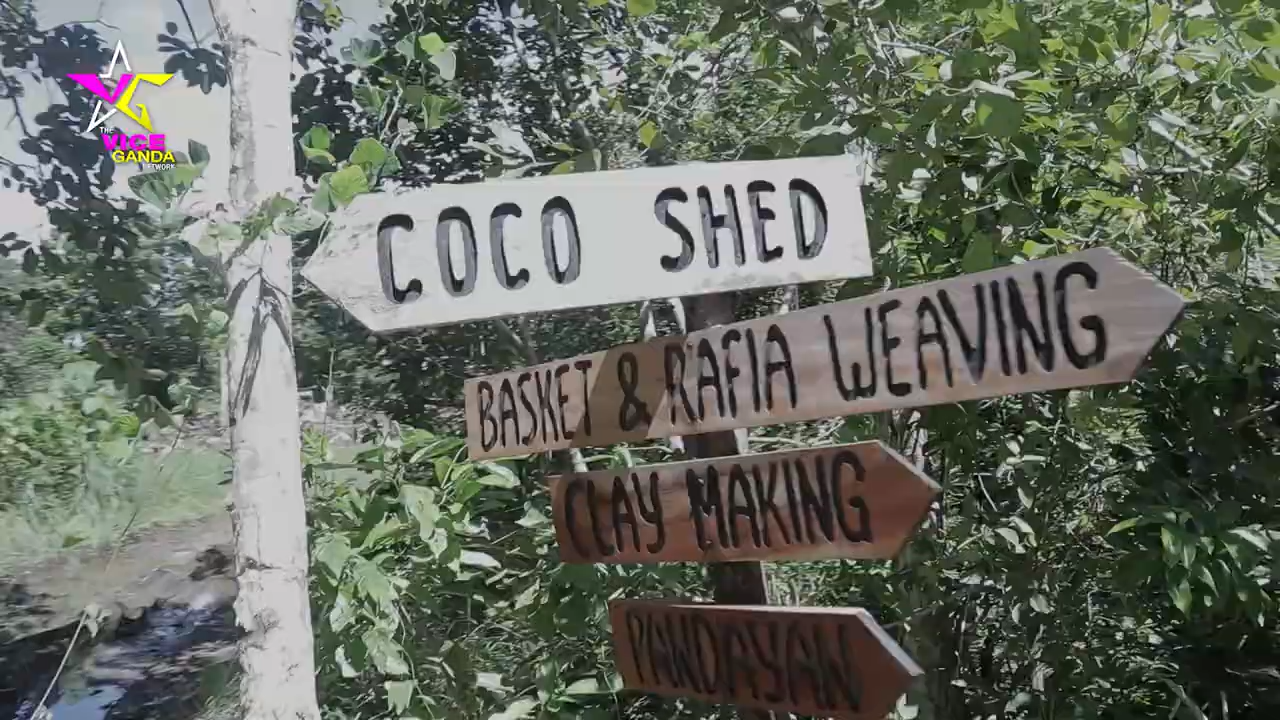 THE
VICE
GANDA
NETWORK
COCO SHED
BASKET & RAFIA WEAVING
CLAY MAKING
PANDAYAN